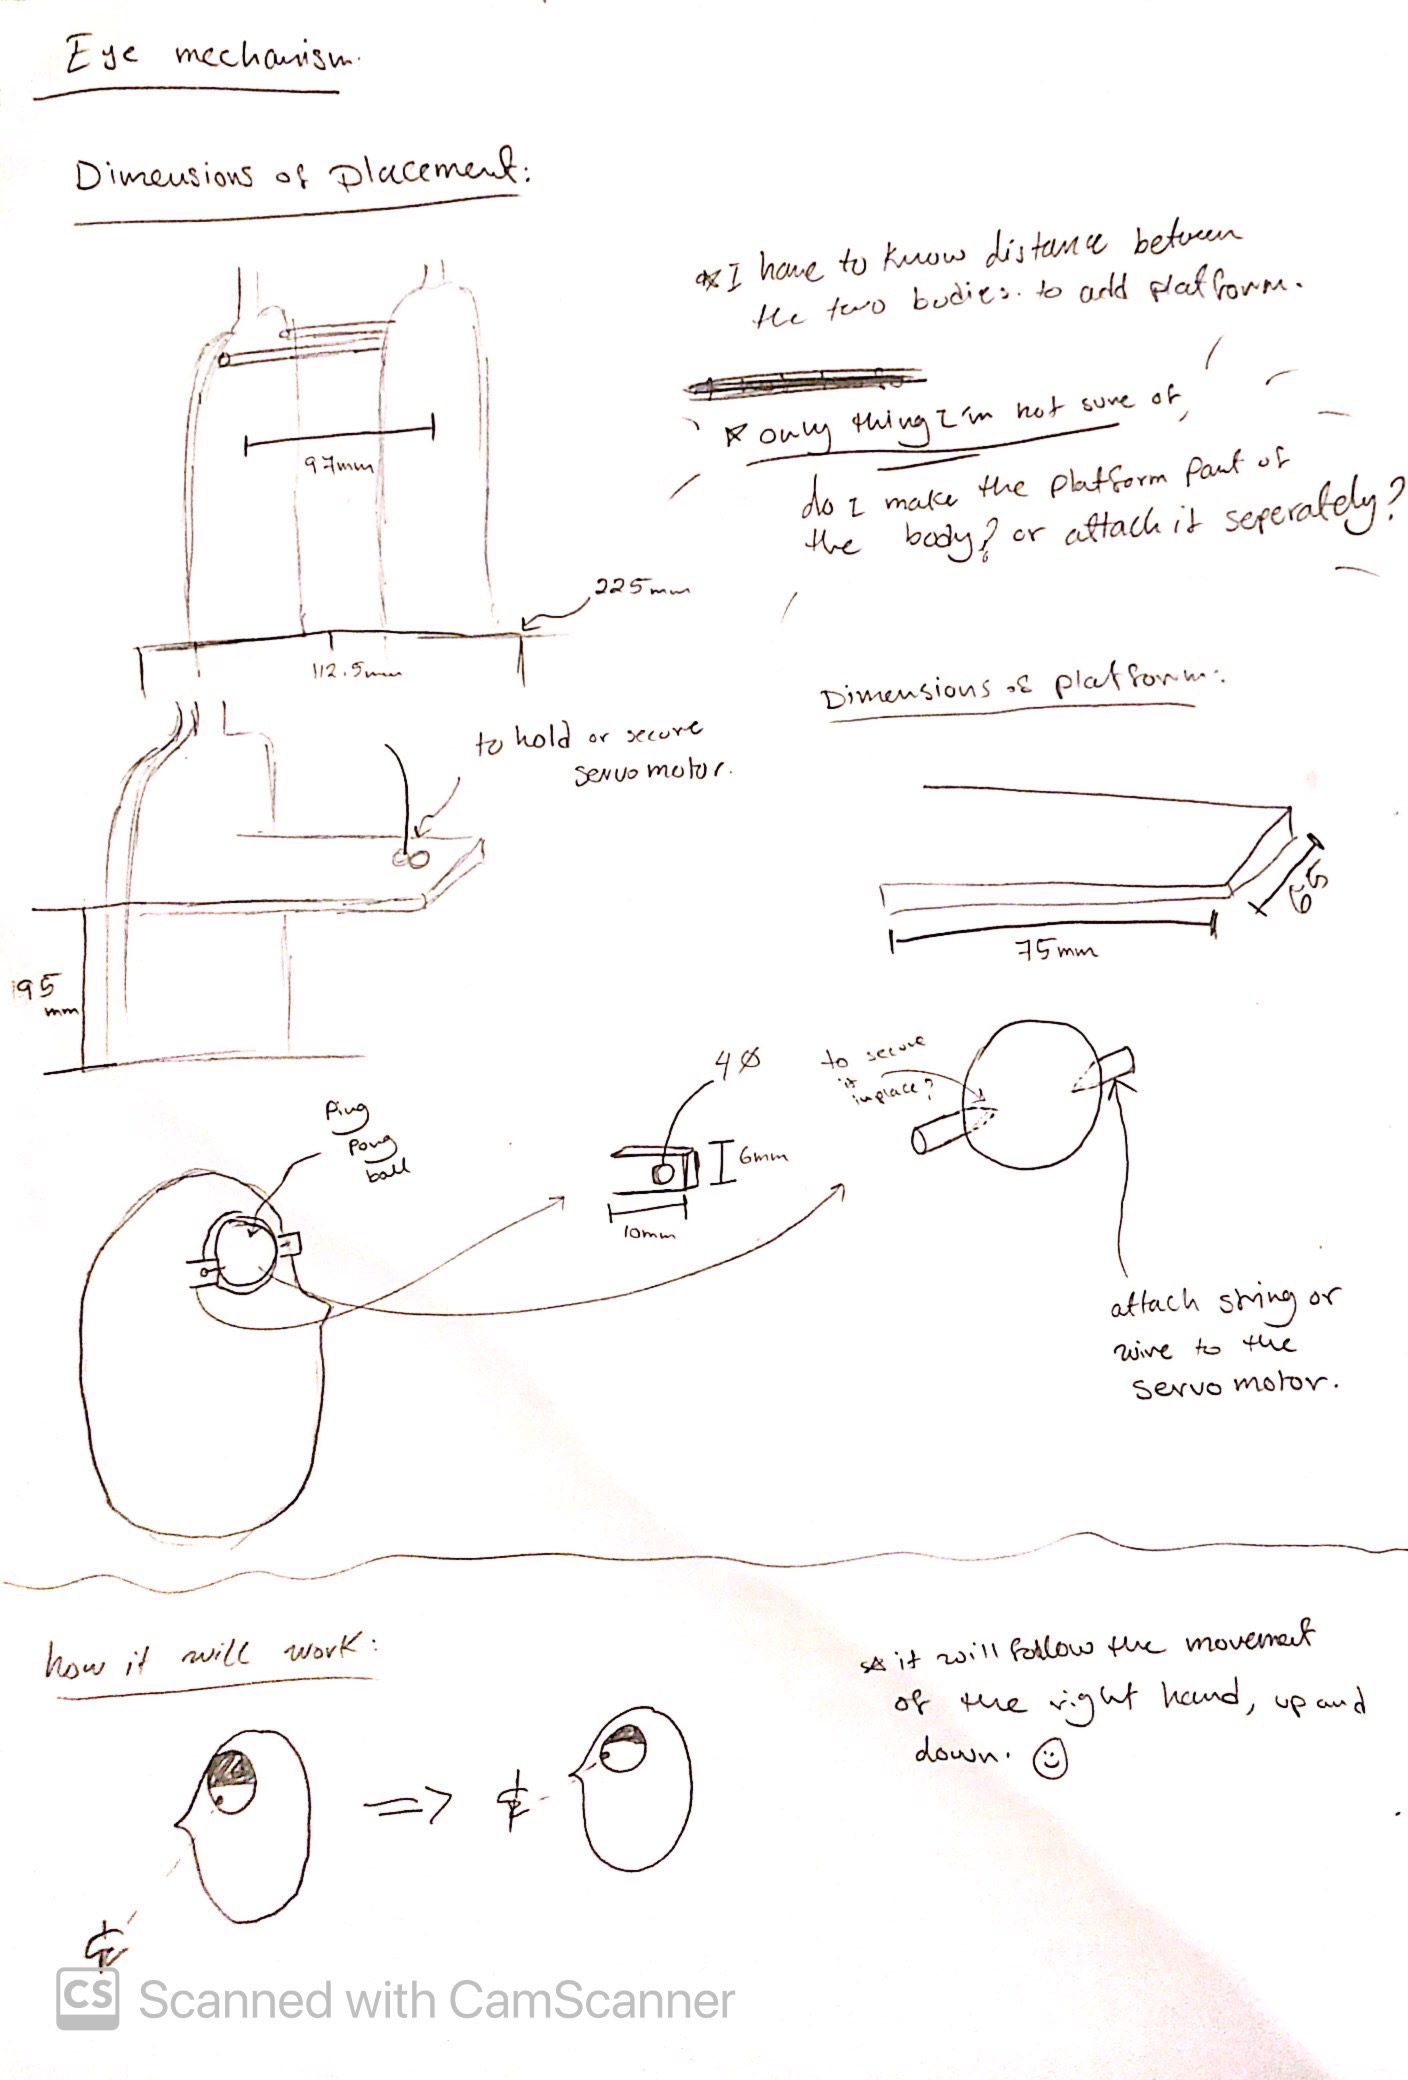 Eye mechanism.
Dimensions of placement:
*I have to know distance between
the two bodies. to add platform.
* only thing I'm not sure of,
do I make the platform part of
the body? or attach it seperately?
97mm
225mm
112.5mm
to hold or secure
servo motor.
Dimensions of platform:
65
75mm
195
mm
4Ø
to secure
it
in place?
Ping
Pong
ball
6mm
10mm
attach string or
wire to the
servo motor.
how it will work:
* it will follow the movement
of the right hand, up and
down.
CS Scanned with CamScanner